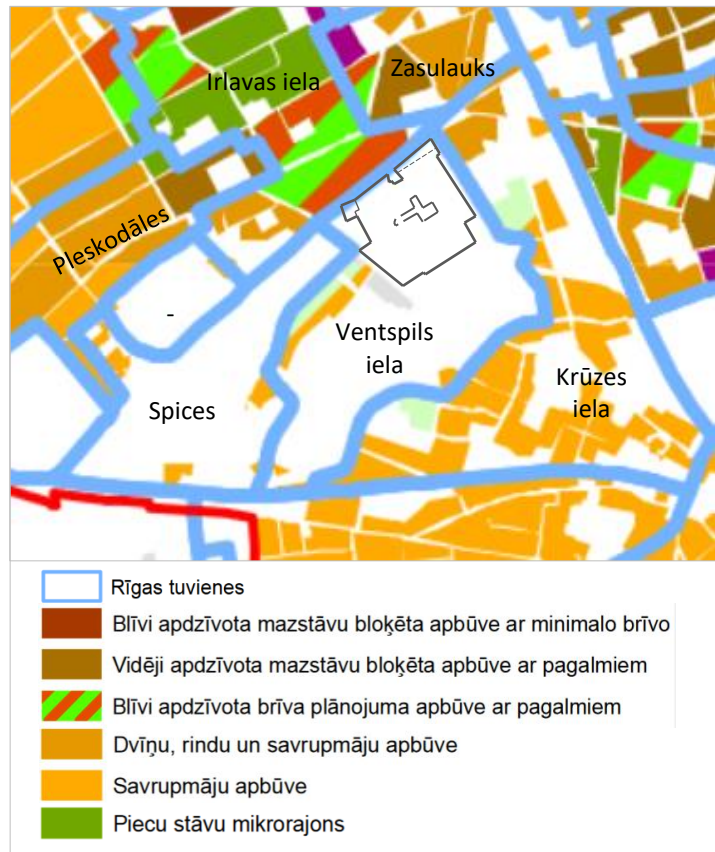 Irlavas iela
Zasulauks
Pleskodāles
-
Ventspils
iela
Krūzes
iela
Spices
Rīgas tuvienes
Blīvi apdzīvota mazstāvu bloķēta apbūve ar minimalo brīvo
Vidēji apdzīvota mazstāvu bloķēta apbūve ar pagalmiem
Blīvi apdzīvota brīva plānojuma apbūve ar pagalmiem
Dvīņu, rindu un savrupmāju apbūve
Savrupmāju apbūve
Piecu stāvu mikrorajons